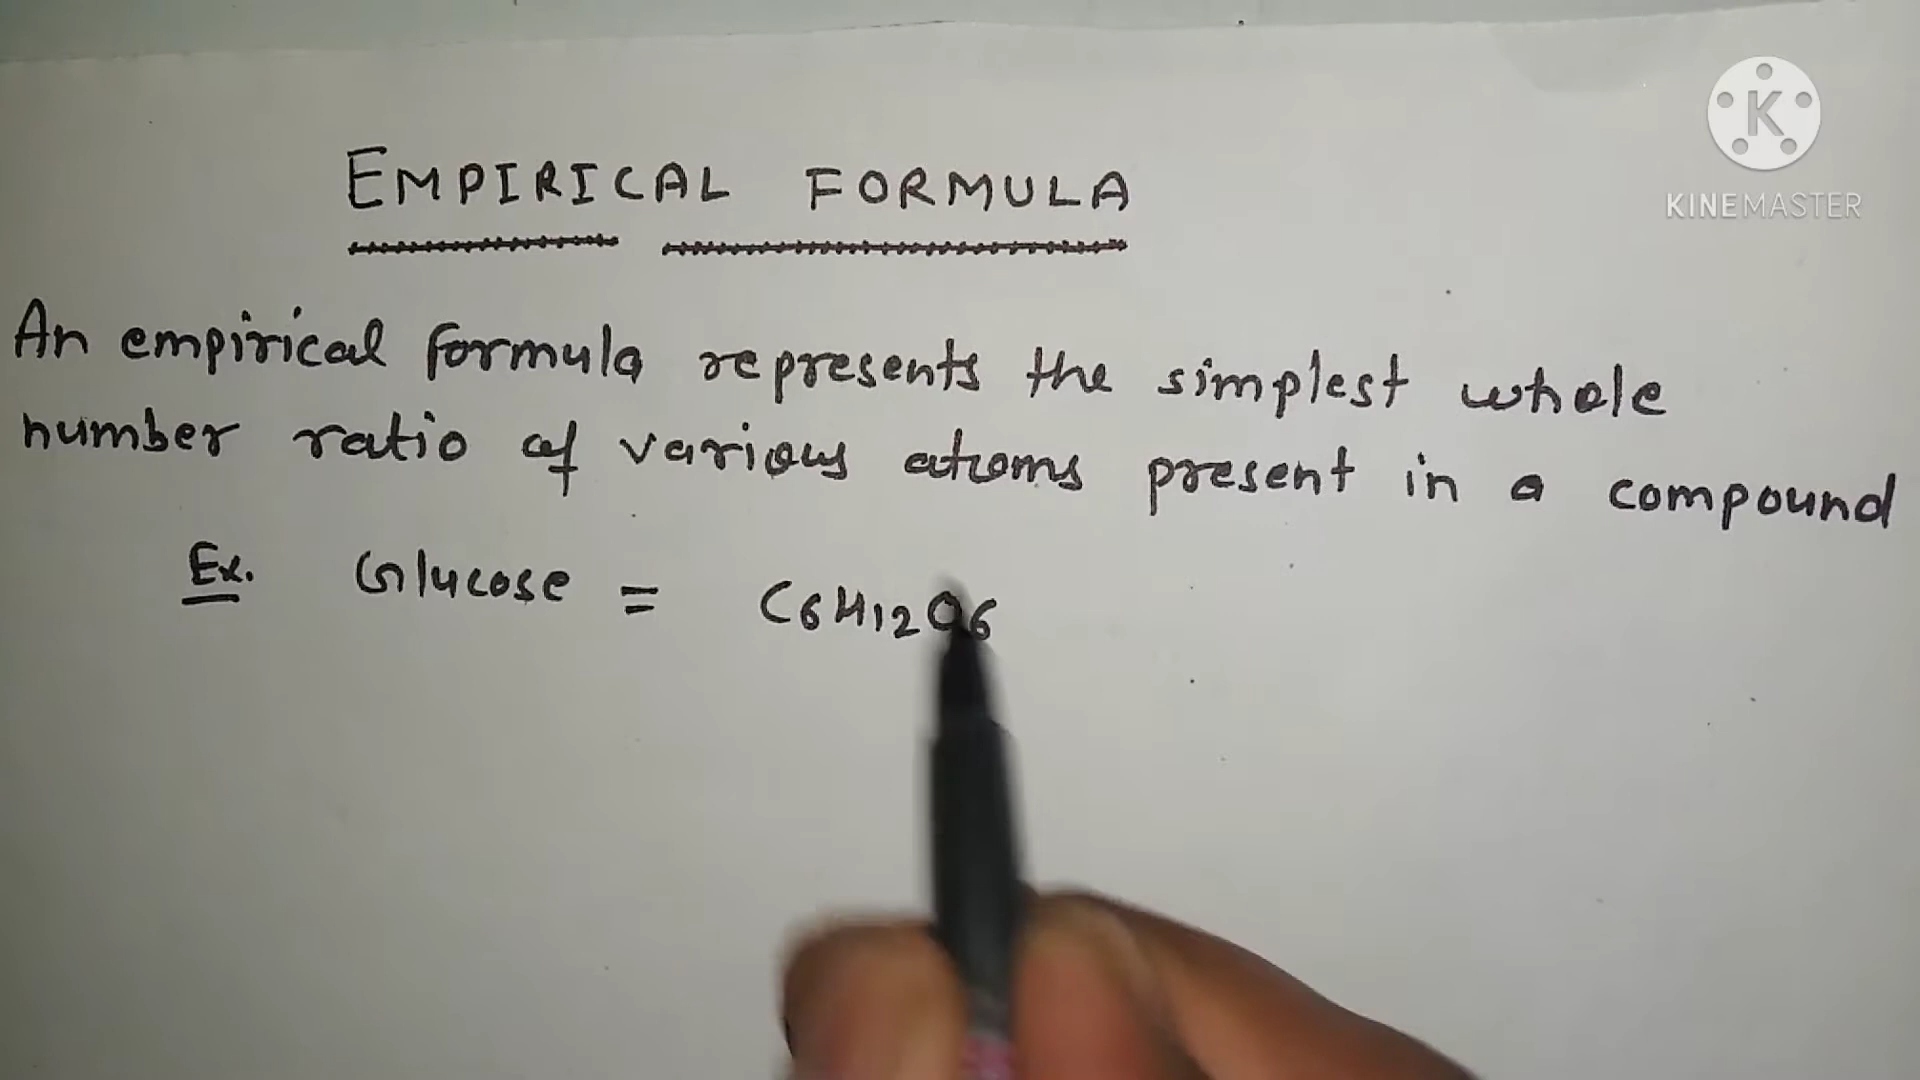 K
KINEMASTER
EMPIRICAL FORMULA
An empirical formula represents the simplest whole
number ratio of various atoms present in a compound
Ex. Glucose = C6H12O6